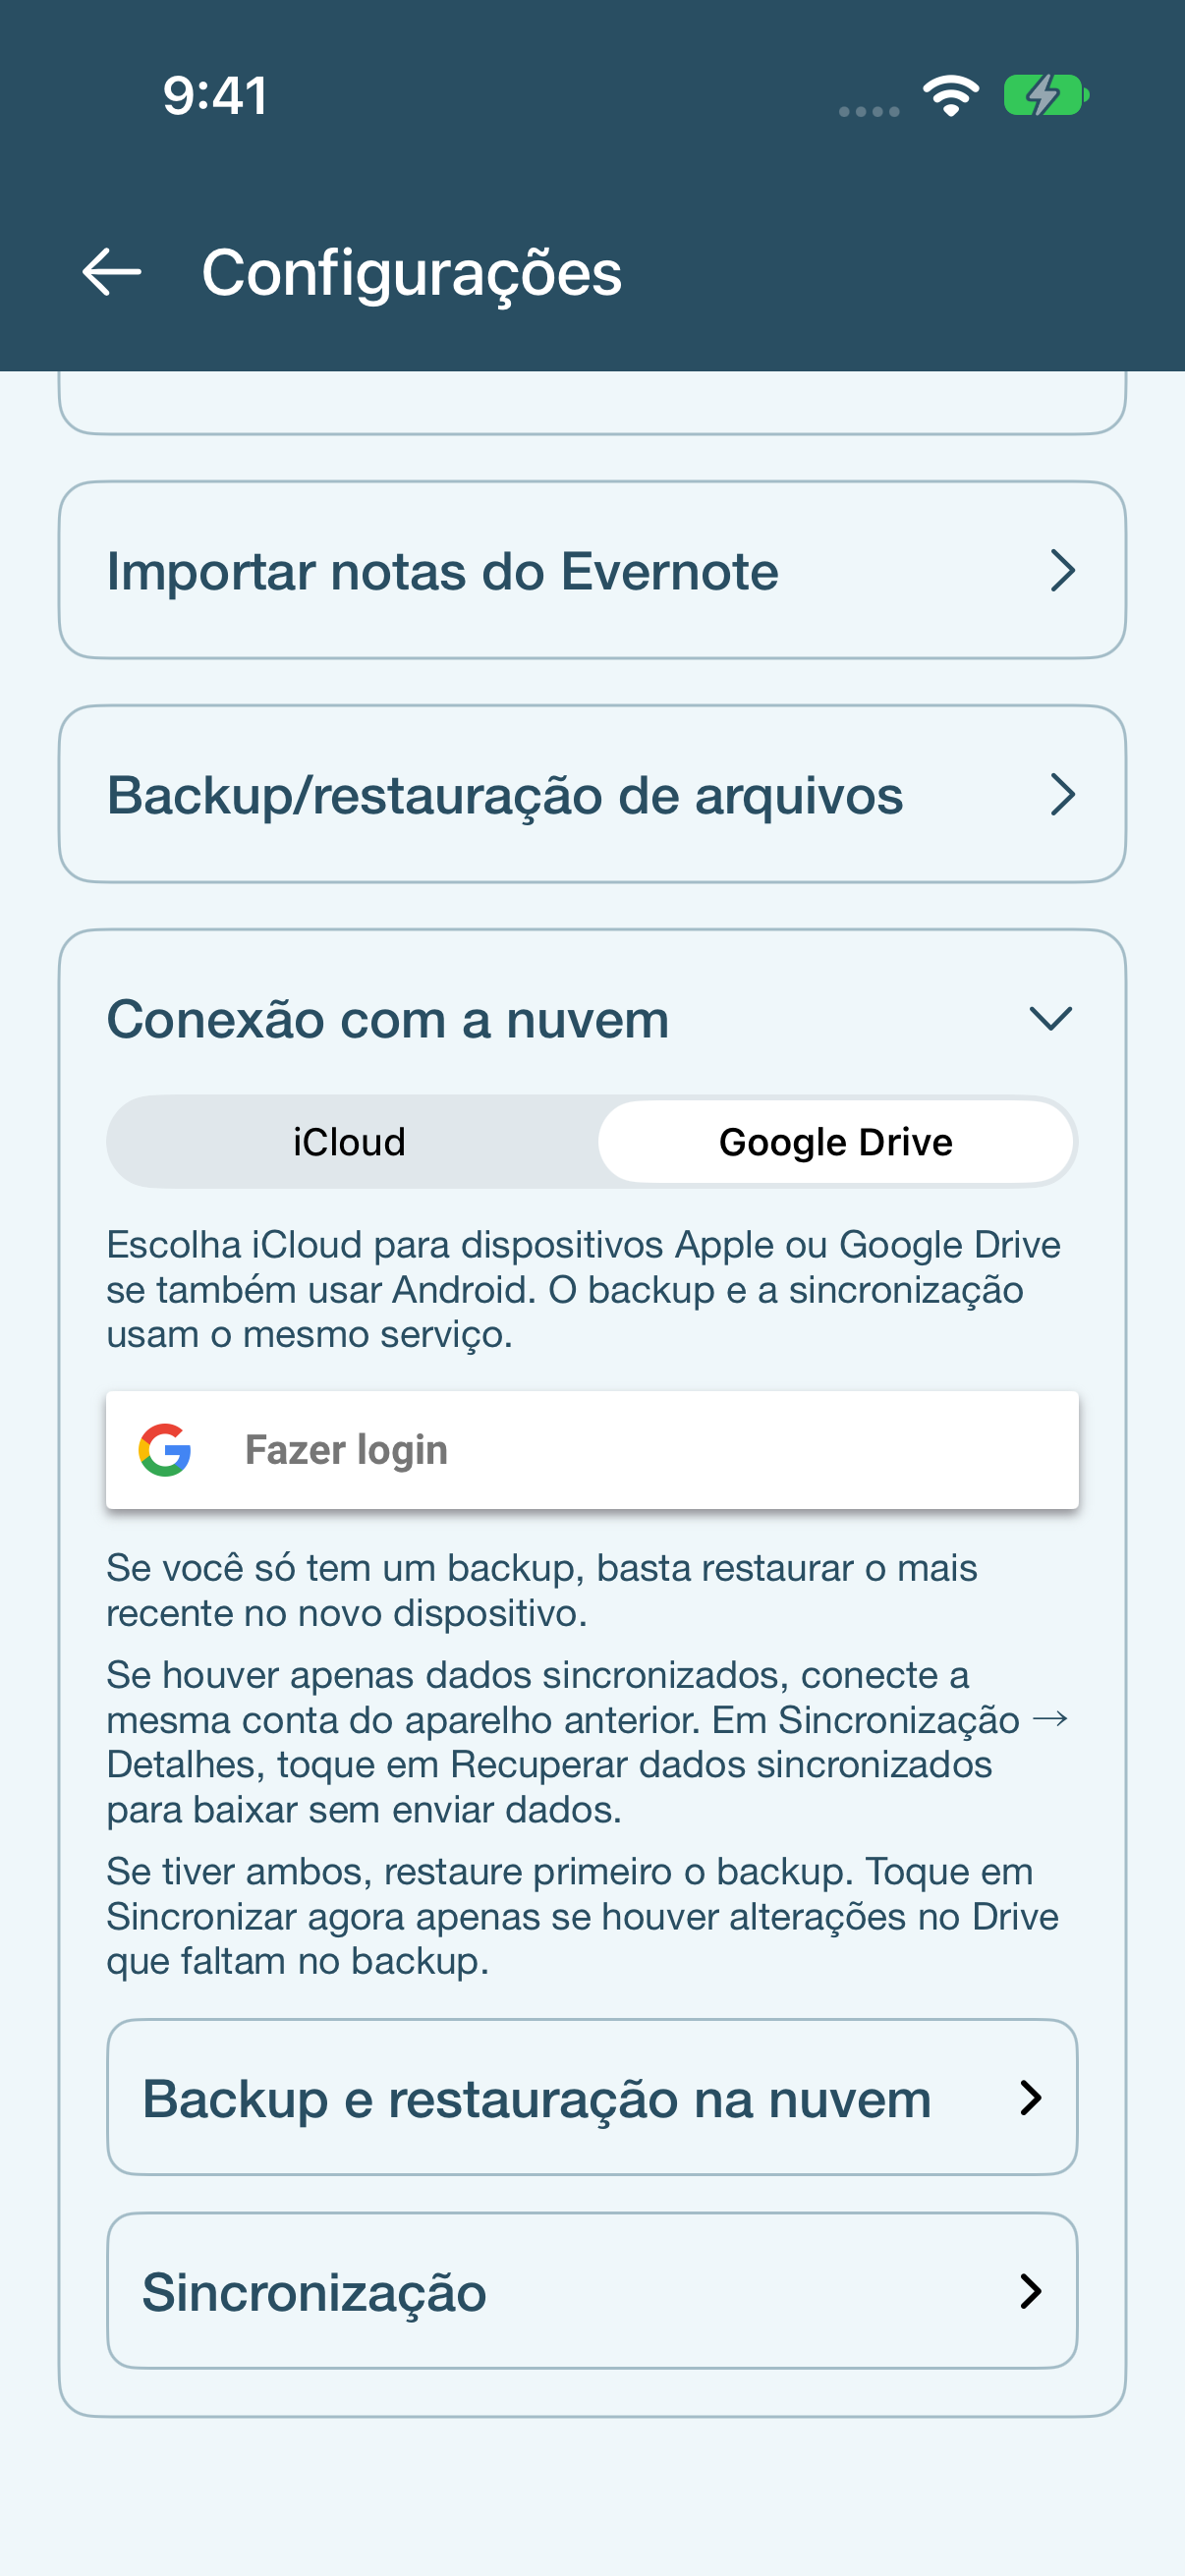 9:41
Configurações
Importar notas do Evernote
Backup/restauração de arquivos
Conexão com a nuvem
iCloud
Google Drive
Escolha iCloud para dispositivos Apple ou Google Drive
se também usar Android. O backup e a sincronização
usam o mesmo serviço.
Fazer login
Se você só tem um backup, basta restaurar o mais
recente no novo dispositivo.
Se houver apenas dados sincronizados, conecte a
mesma conta do aparelho anterior. Em Sincronização →
Detalhes, toque em Recuperar dados sincronizados
para baixar sem enviar dados.
Se tiver ambos, restaure primeiro o backup. Toque em
Sincronizar agora apenas se houver alterações no Drive
que faltam no backup.
Backup e restauração na nuvem
Sincronização